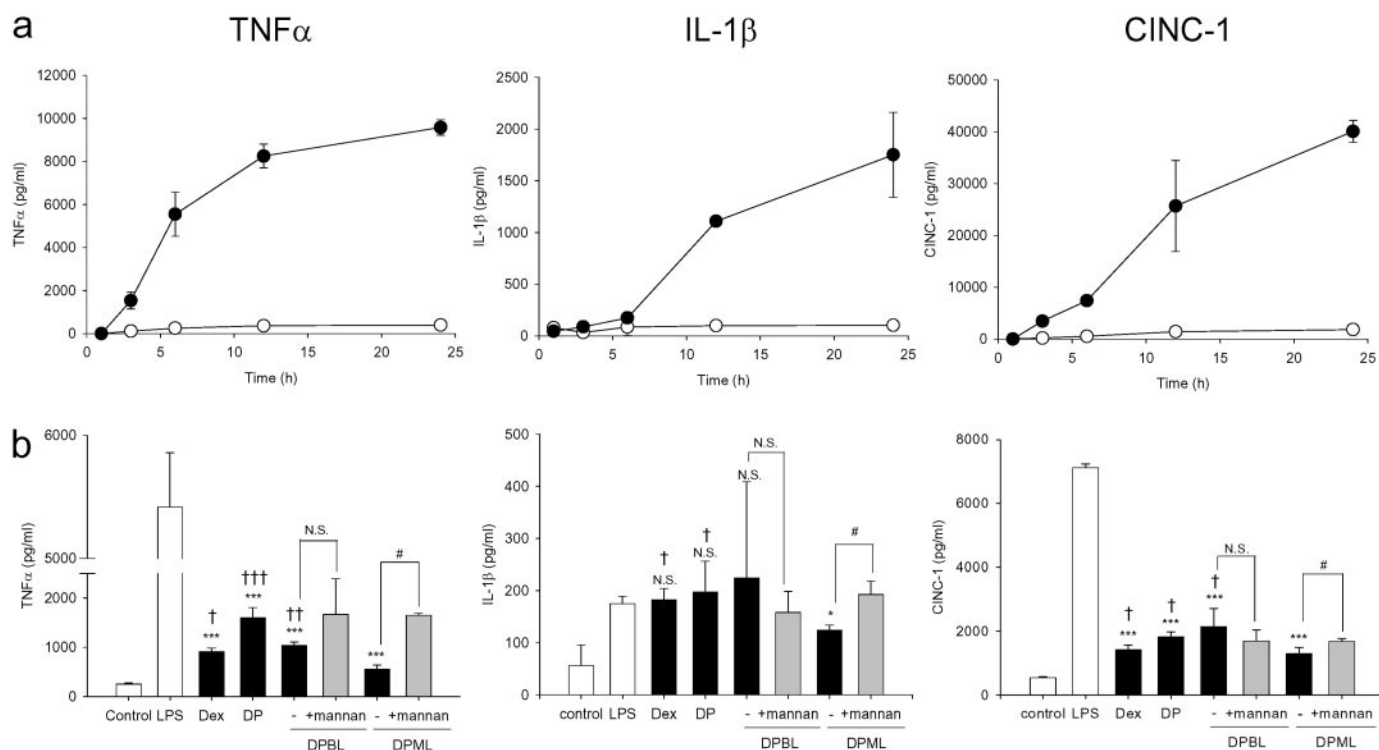 a
TNFα
IL-1β
CINC-1
TNFα (pg/ml)
12000
10000
8000
6000
4000
2000
0
0 5 10 15 20 25
Time (h)
IL-1β (pg/ml)
2500
2000
1500
1000
500
0
0 5 10 15 20 25
Time (h)
CINC-1 (pg/ml)
50000
40000
30000
20000
10000
0
0 5 10 15 20 25
Time (h)
b
TNFα (pg/ml)
6000
5000
2000
1000
0
†
***
†††
***
††
***
N.S.
***
#
Control LPS Dex DP - +mannan - +mannan
DPBL DPML
IL-1β (pg/ml)
500
400
300
200
100
0
†
N.S.
†
N.S.
N.S.
N.S.
*
#
control LPS Dex DP - +mannan - +mannan
DPBL DPML
CINC-1 (pg/ml)
8000
6000
4000
2000
0
†
***
†
***
†
***
N.S.
***
#
control LPS Dex DP - +mannan - +mannan
DPBL DPML